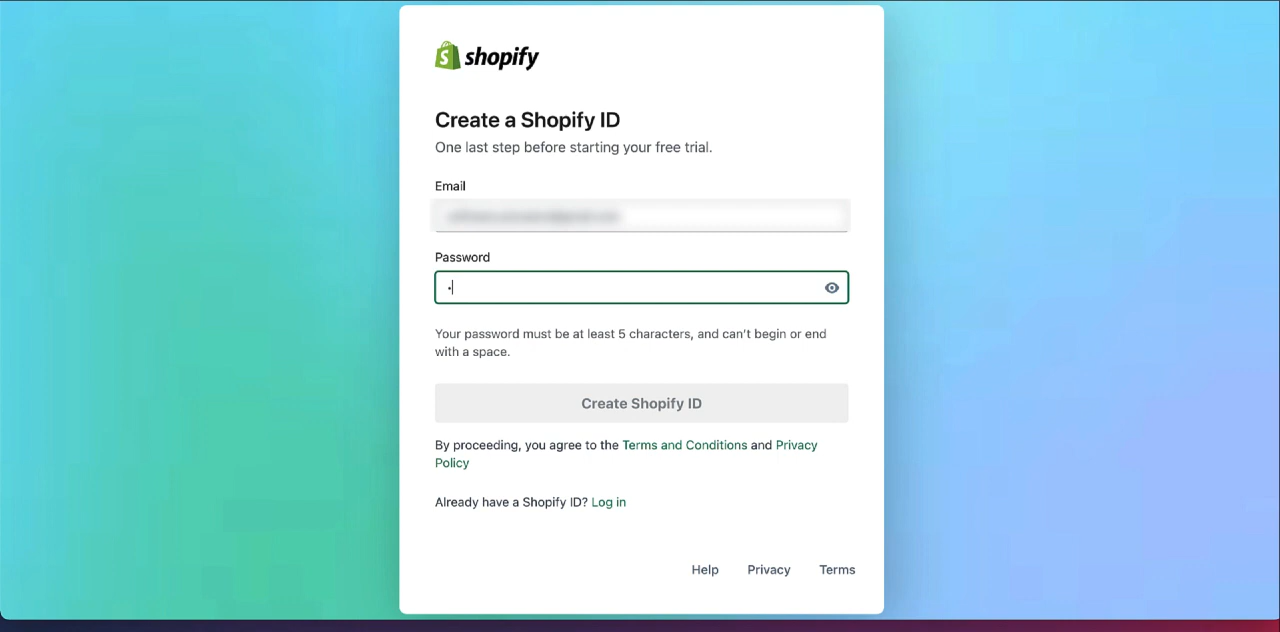 shopify
Create a Shopify ID
One last step before starting your free trial.
Email
Password
Your password must be at least 5 characters, and can't begin or end
with a space.
Create Shopify ID
By proceeding, you agree to the Terms and Conditions and Privacy
Policy
Already have a Shopify ID? Log in
Help Privacy Terms